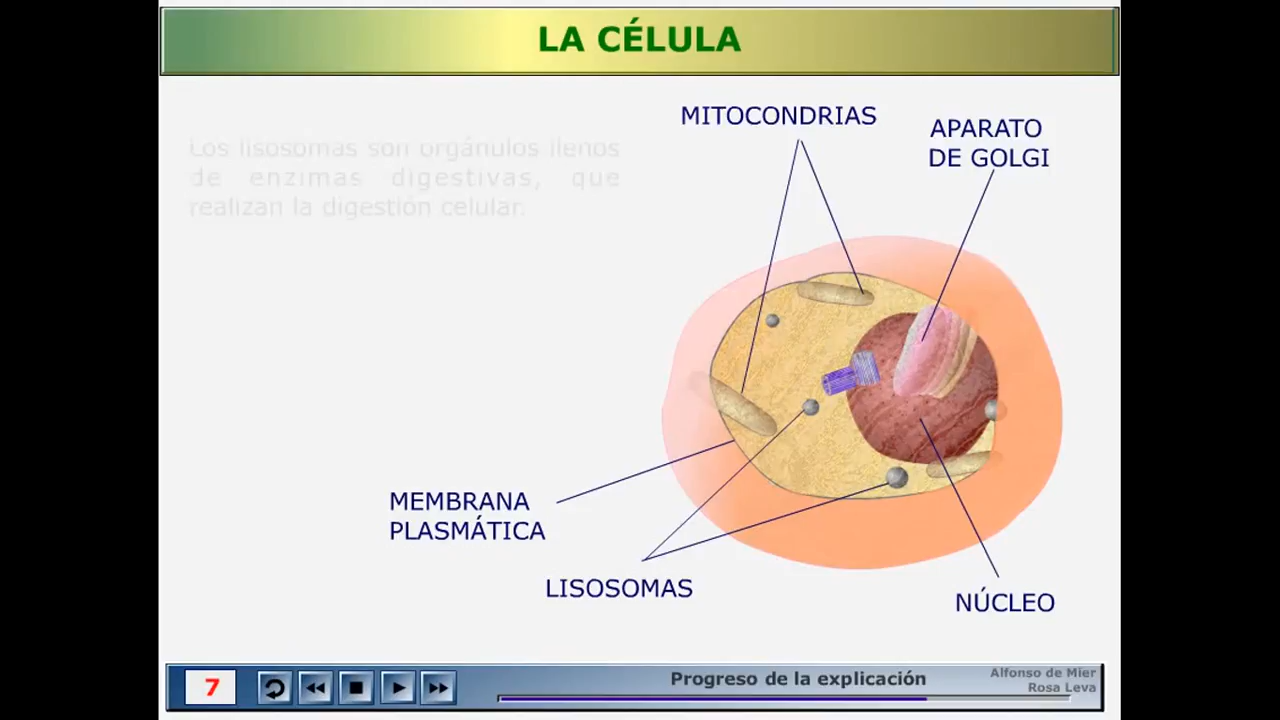 LA CÉLULA
Los lisosomas son orgánulos llenos
de enzimas digestivas, que
realizan la digestión celular.
MITOCONDRIAS
APARATO
DE GOLGI
MEMBRANA
PLASMÁTICA
LISOSOMAS
NÚCLEO
7
Progreso de la explicación
Alfonso de Mier
Rosa Leva